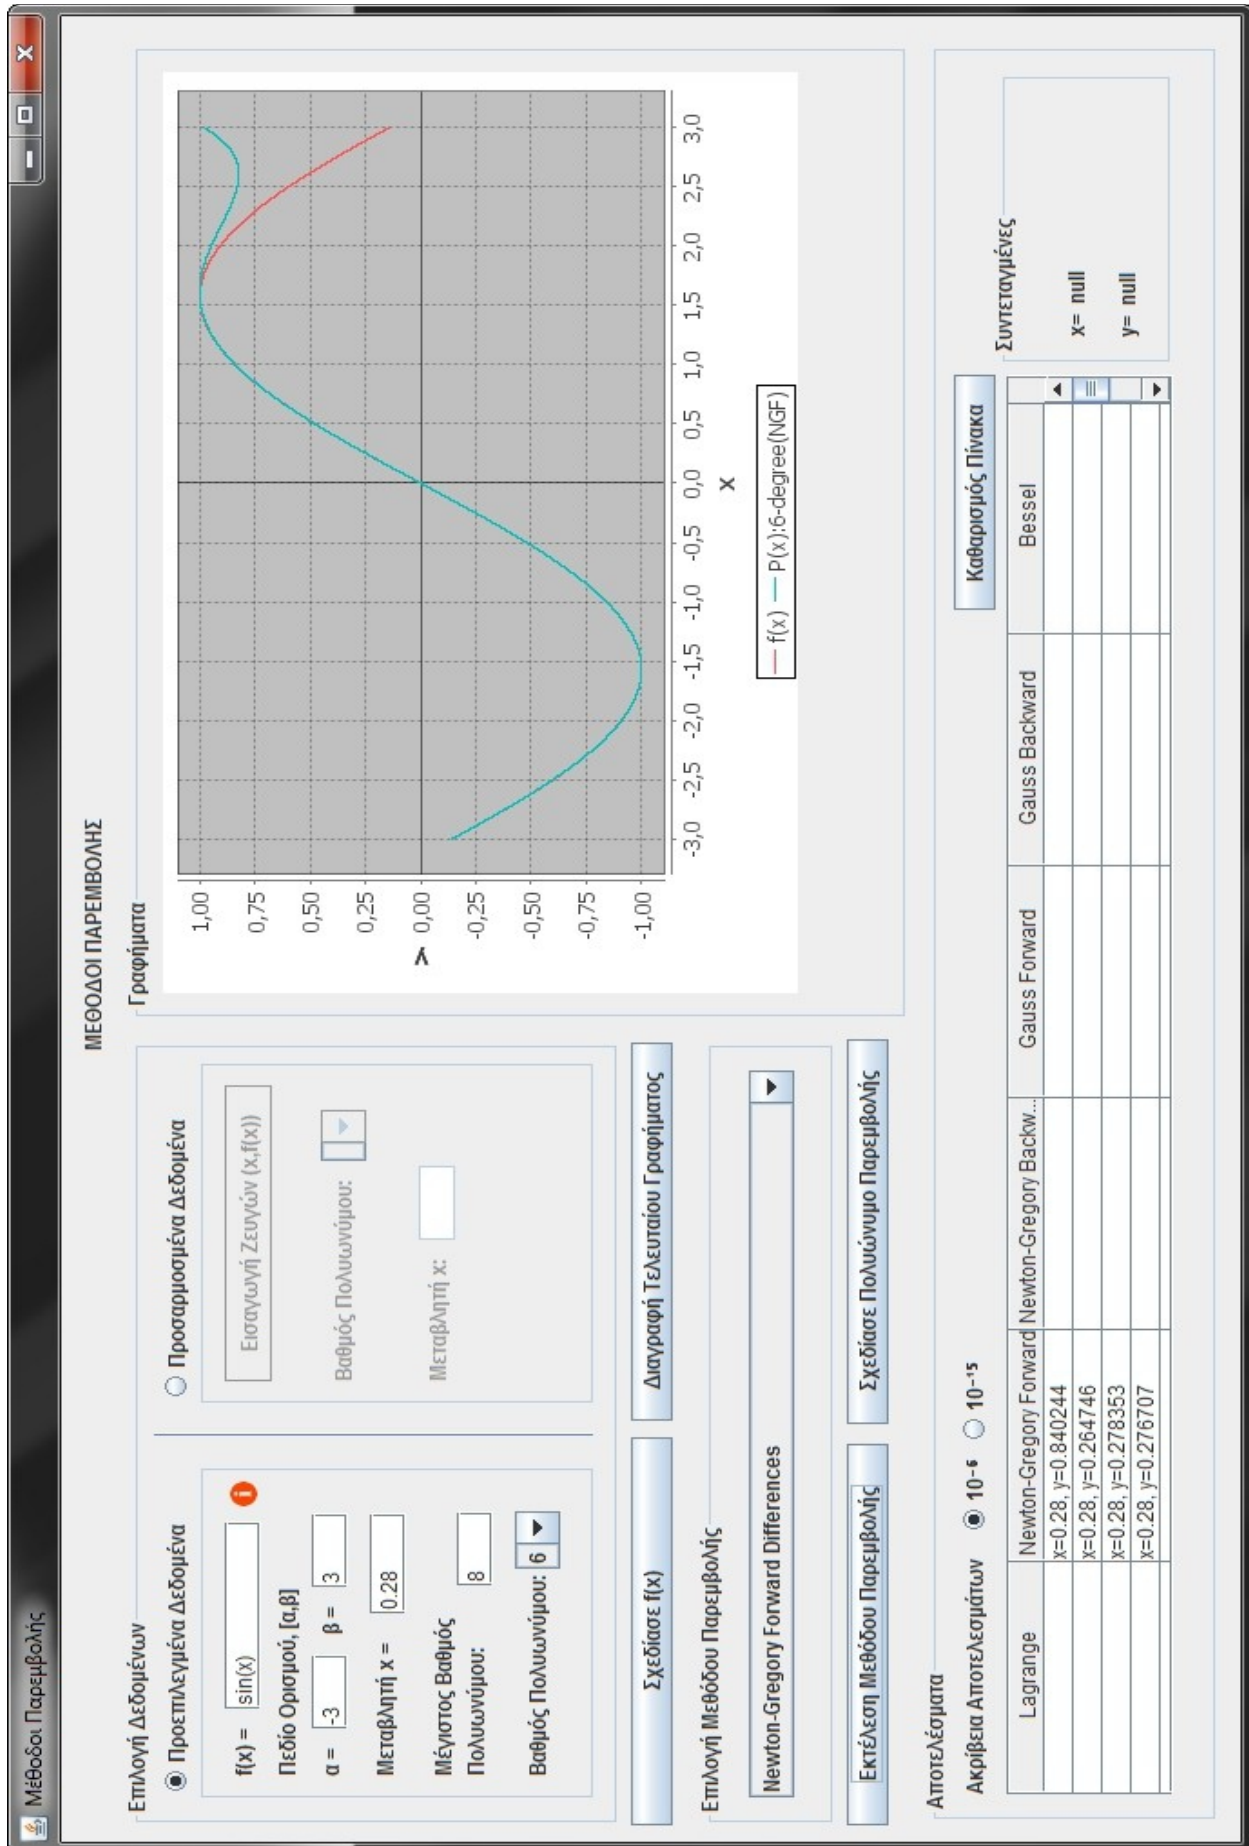 Μέθοδοι Παρεμβολής
ΜΕΘΟΔΟΙ ΠΑΡΕΜΒΟΛΗΣ
Επιλογή Δεδομένων
Προεπιλεγμένα Δεδομένα
f(x) = sin(x)
Πεδίο Ορισμού, [α,β]
α = -3 β = 3
Μεταβλητή x = 0.28
Μέγιστος Βαθμός
Πολυωνύμου: 8
Βαθμός Πολυωνύμου: 6
Προσαρμοσμένα Δεδομένα
Εισαγωγή Ζευγών (x,f(x))
Βαθμός Πολυωνύμου:
Μεταβλητή x:
Σχεδίασε f(x)
Διαγραφή Τελευταίου Γραφήματος
Επιλογή Μεθόδου Παρεμβολής
Newton-Gregory Forward Differences
Εκτέλεση Μεθόδου Παρεμβολής
Σχεδίασε Πολυώνυμο Παρεμβολής
Γραφήματα
1,00
0,75
0,50
0,25
0,00
-0,25
-0,50
-0,75
-1,00
Y
-3,0 -2,5 -2,0 -1,5 -1,0 -0,5 0,0 0,5 1,0 1,5 2,0 2,5 3,0
X
f(x) P(x):6-degree(NGF)
Αποτελέσματα
Ακρίβεια Αποτελεσμάτων 10⁻⁶ 10⁻¹⁵
Καθαρισμός Πίνακα
Lagrange Newton-Gregory Forward Newton-Gregory Backw... Gauss Forward Gauss Backward Bessel
x=0.28, y=0.840244
x=0.28, y=0.264746
x=0.28, y=0.278353
x=0.28, y=0.276707
Συντεταγμένες
x= null
y= null